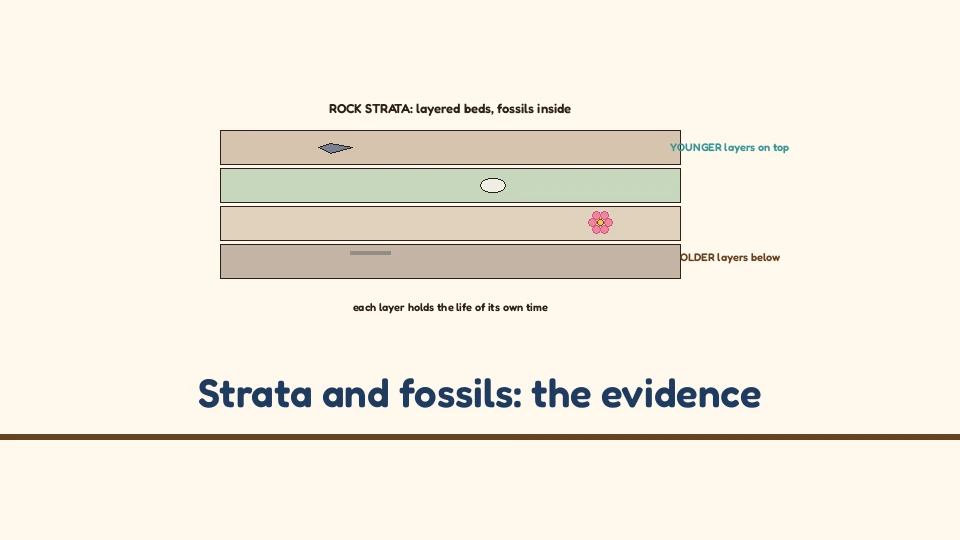 ROCK STRATA: layered beds, fossils inside
YOUNGER layers on top
OLDER layers below
each layer holds the life of its own time
Strata and fossils: the evidence